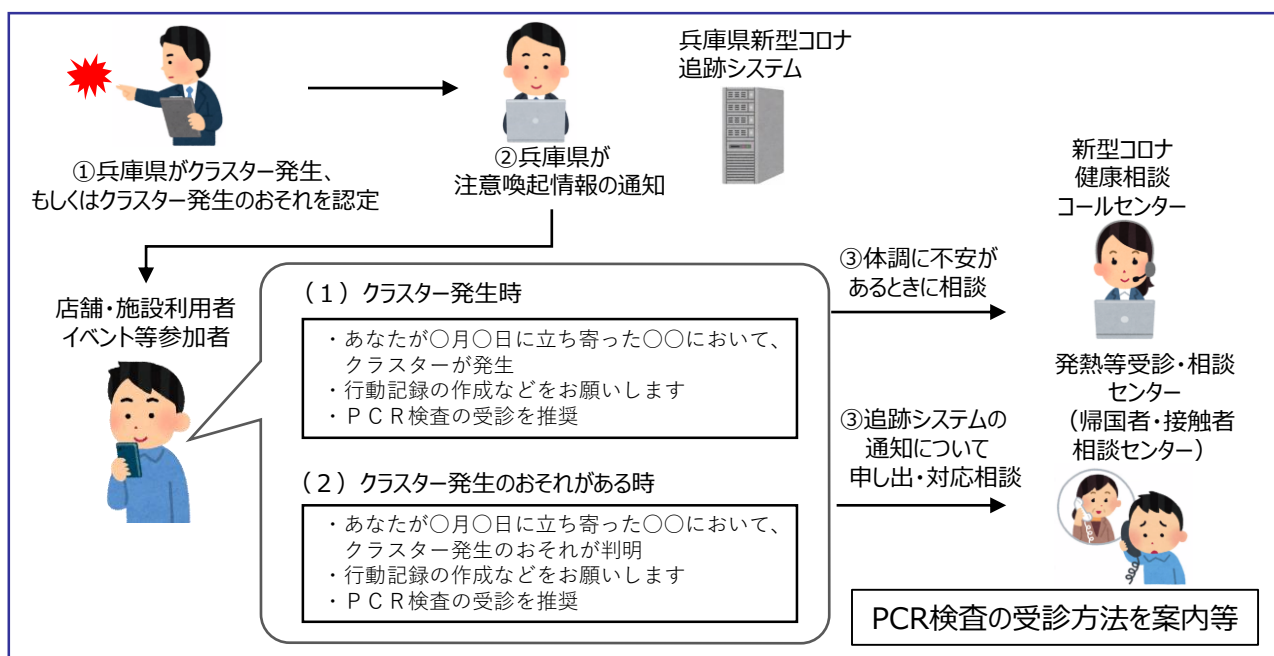 兵庫県新型コロナ
追跡システム
①兵庫県がクラスター発生、
もしくはクラスター発生のおそれを認定
②兵庫県が
注意喚起情報の通知
新型コロナ
健康相談
コールセンター
店舗・施設利用者
イベント等参加者
（１）クラスター発生時
・あなたが〇月〇日に立ち寄った〇〇において、
クラスターが発生
・行動記録の作成などをお願いします
・ＰＣＲ検査の受診を推奨
（２）クラスター発生のおそれがある時
・あなたが〇月〇日に立ち寄った〇〇において、
クラスター発生のおそれが判明
・行動記録の作成などをお願いします
・ＰＣＲ検査の受診を推奨
③体調に不安が
あるときに相談
③追跡システムの
通知について
申し出・対応相談
発熱等受診・相談
センター
（帰国者・接触者
相談センター）
PCR検査の受診方法を案内等